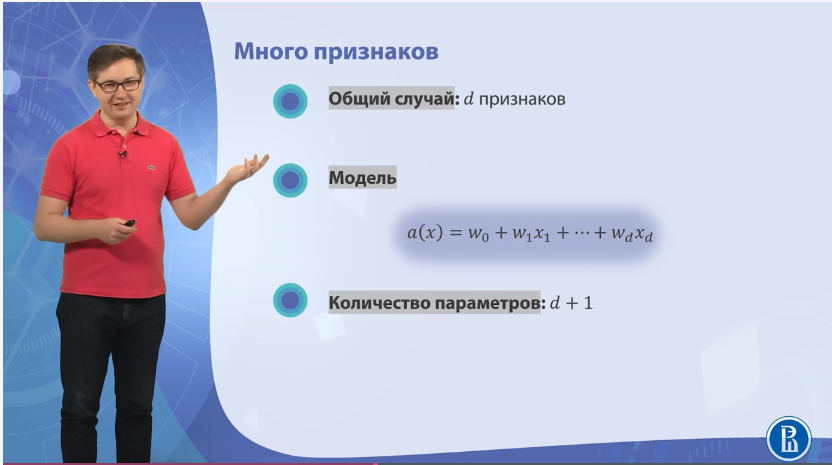 Много признаков
Общий случай: d признаков
Модель
a(x) = w₀ + w₁x₁ + ⋯ + w_d x_d
Количество параметров: d + 1